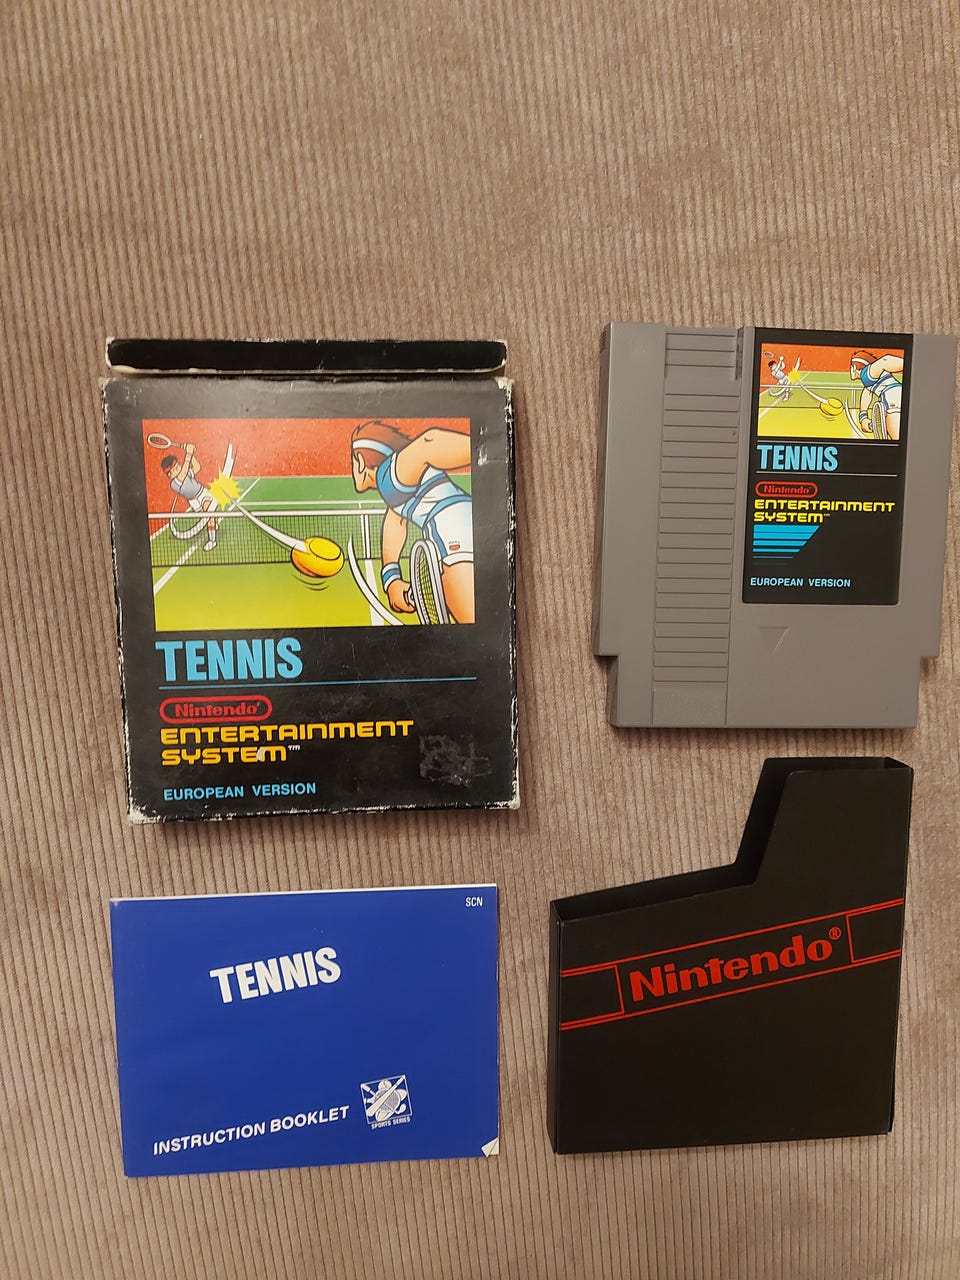 TENNIS
Nintendo®
ENTERTAINMENT
SYSTEM™
EUROPEAN VERSION
TENNIS
Nintendo®
ENTERTAINMENT
SYSTEM™
EUROPEAN VERSION
SCN
TENNIS
INSTRUCTION BOOKLET
SPORTS SERIES
Nintendo®